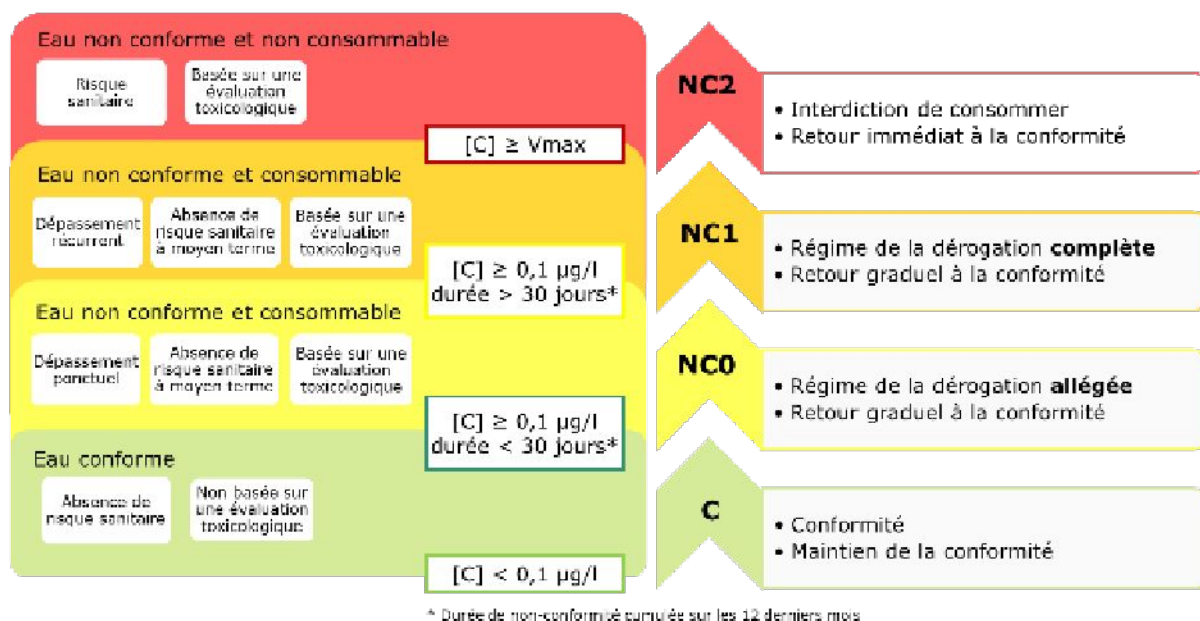 Eau non conforme et non consommable
Risque
sanitaire
Basée sur une
évaluation
toxicologique
[C] ≥ Vmax
NC2
• Interdiction de consommer
• Retour immédiat à la conformité
Eau non conforme et consommable
Dépassement
récurrent
Absence de
risque sanitaire
à moyen terme
Basée sur une
évaluation
toxicologique
[C] ≥ 0,1 µg/l
durée > 30 jours*
NC1
• Régime de la dérogation complète
• Retour graduel à la conformité
Eau non conforme et consommable
Dépassement
ponctuel
Absence de
risque sanitaire
à moyen terme
Basée sur une
évaluation
toxicologique
[C] ≥ 0,1 µg/l
durée < 30 jours*
NC0
• Régime de la dérogation allégée
• Retour graduel à la conformité
Eau conforme
Absence de
risque sanitaire
Non basée sur
une évaluation
toxicologique
[C] < 0,1 µg/l
C
• Conformité
• Maintien de la conformité
* Durée de non-conformité cumulée sur les 12 derniers mois